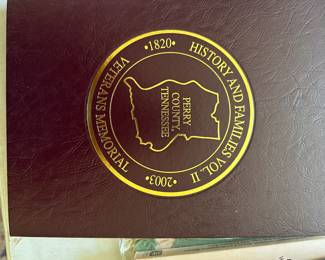 •1820•
HISTORY AND FAMILIES VOL. II
PERRY
COUNTY,
TENNESSEE
VETERANS MEMORIAL
•2003•